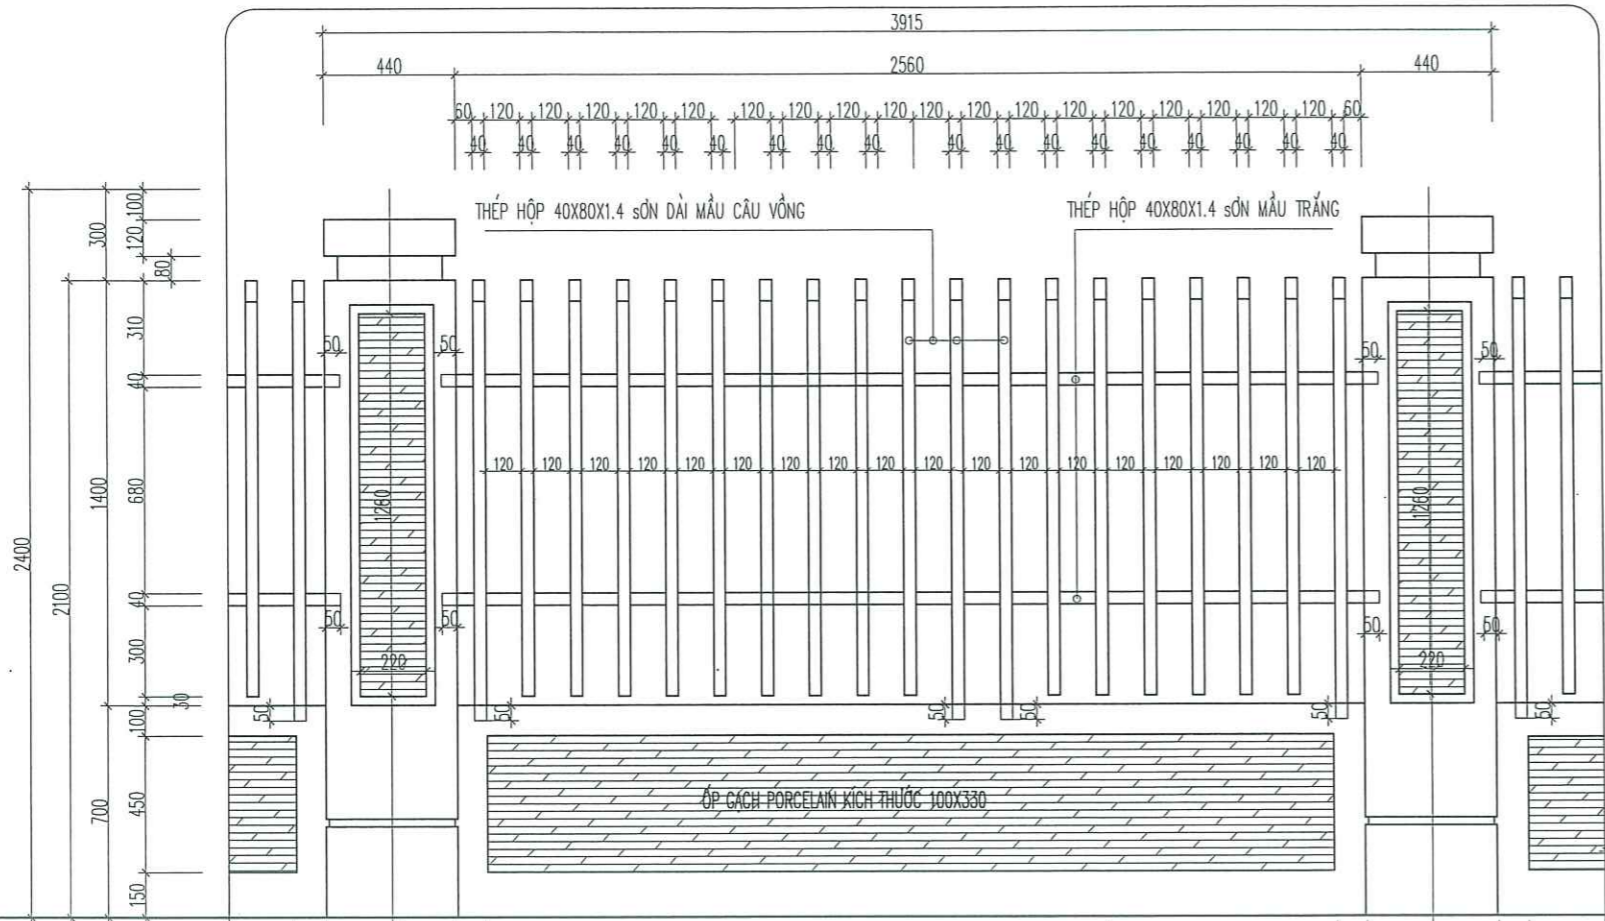 3915
440 2560 440
60 120 120 120 120 120 120 120 120 120 120 120 120 120 120 120 120 120 60
40 40 40 40 40 40 40 40 40 40 40 40 40 40 40 40 40 40
THÉP HỘP 40X80X1.4 sƠN DÀI MẦU CẦU VỒNG THÉP HỘP 40X80X1.4 sƠN MẦU TRẮNG
100
300
120
80
310
50 50 50 50
40
120 120 120 120 120 120 120 120 120 120 120 120 120 120 120 120 120 120
1400 680 1260 1260
2400
2100
40
50 50 50 50
300
220 220
30
50 50 50 50 50 50
100
450
700
ỐP GẠCH PORCELAIN KÍCH THƯỚC 100X330
150